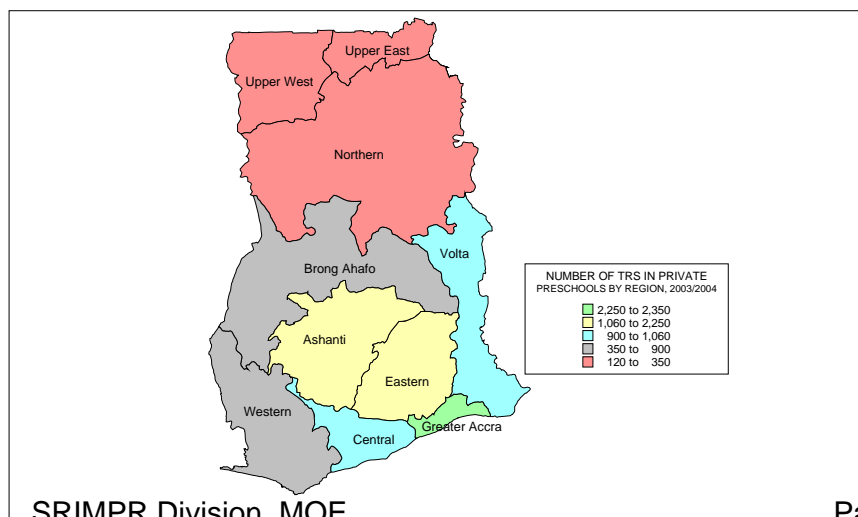 Upper East
Upper West
Northern
Volta
Brong Ahafo
NUMBER OF TRS IN PRIVATE
PRESCHOOLS BY REGION, 2003/2004
2,250 to 2,350
1,060 to 2,250
900 to 1,060
350 to 900
120 to 350
Ashanti
Eastern
Western
Greater Accra
Central
SRIMPR Division, MOE
Pa